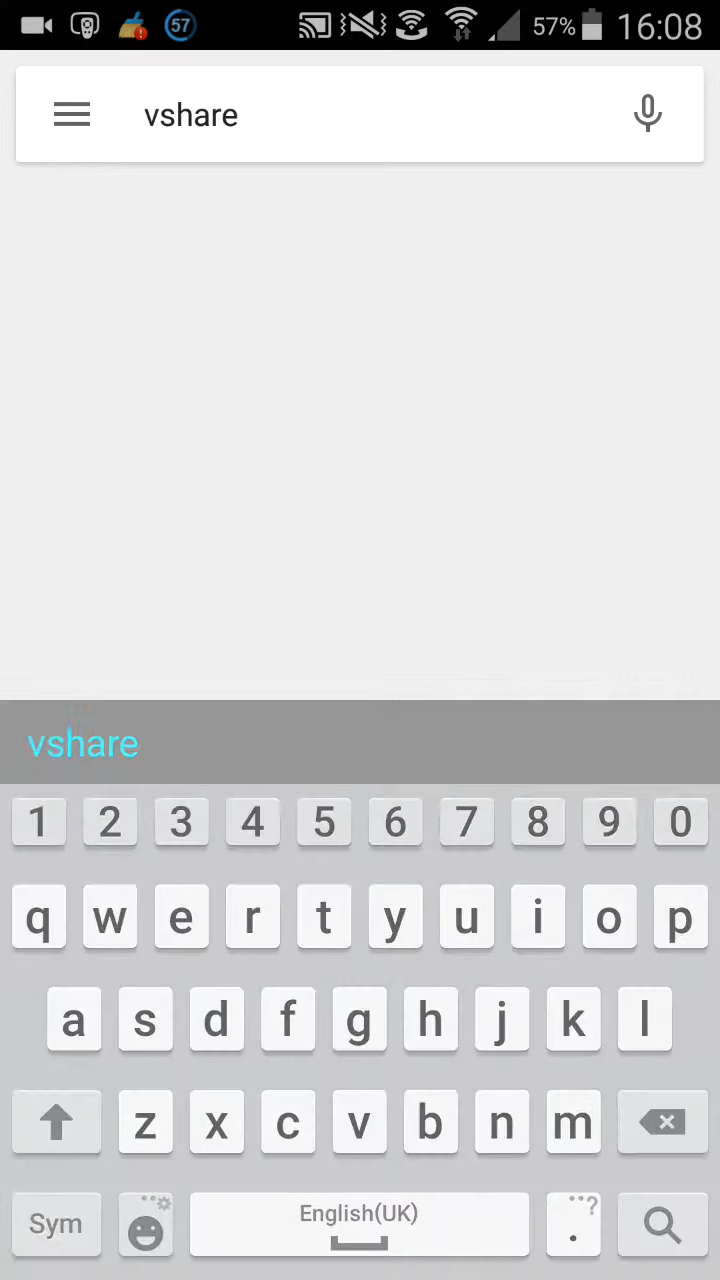 57 57% 16:08
vshare
vshare
1 2 3 4 5 6 7 8 9 0
q w e r t y u i o p
a s d f g h j k l
z x c v b n m
Sym English(UK) . ?